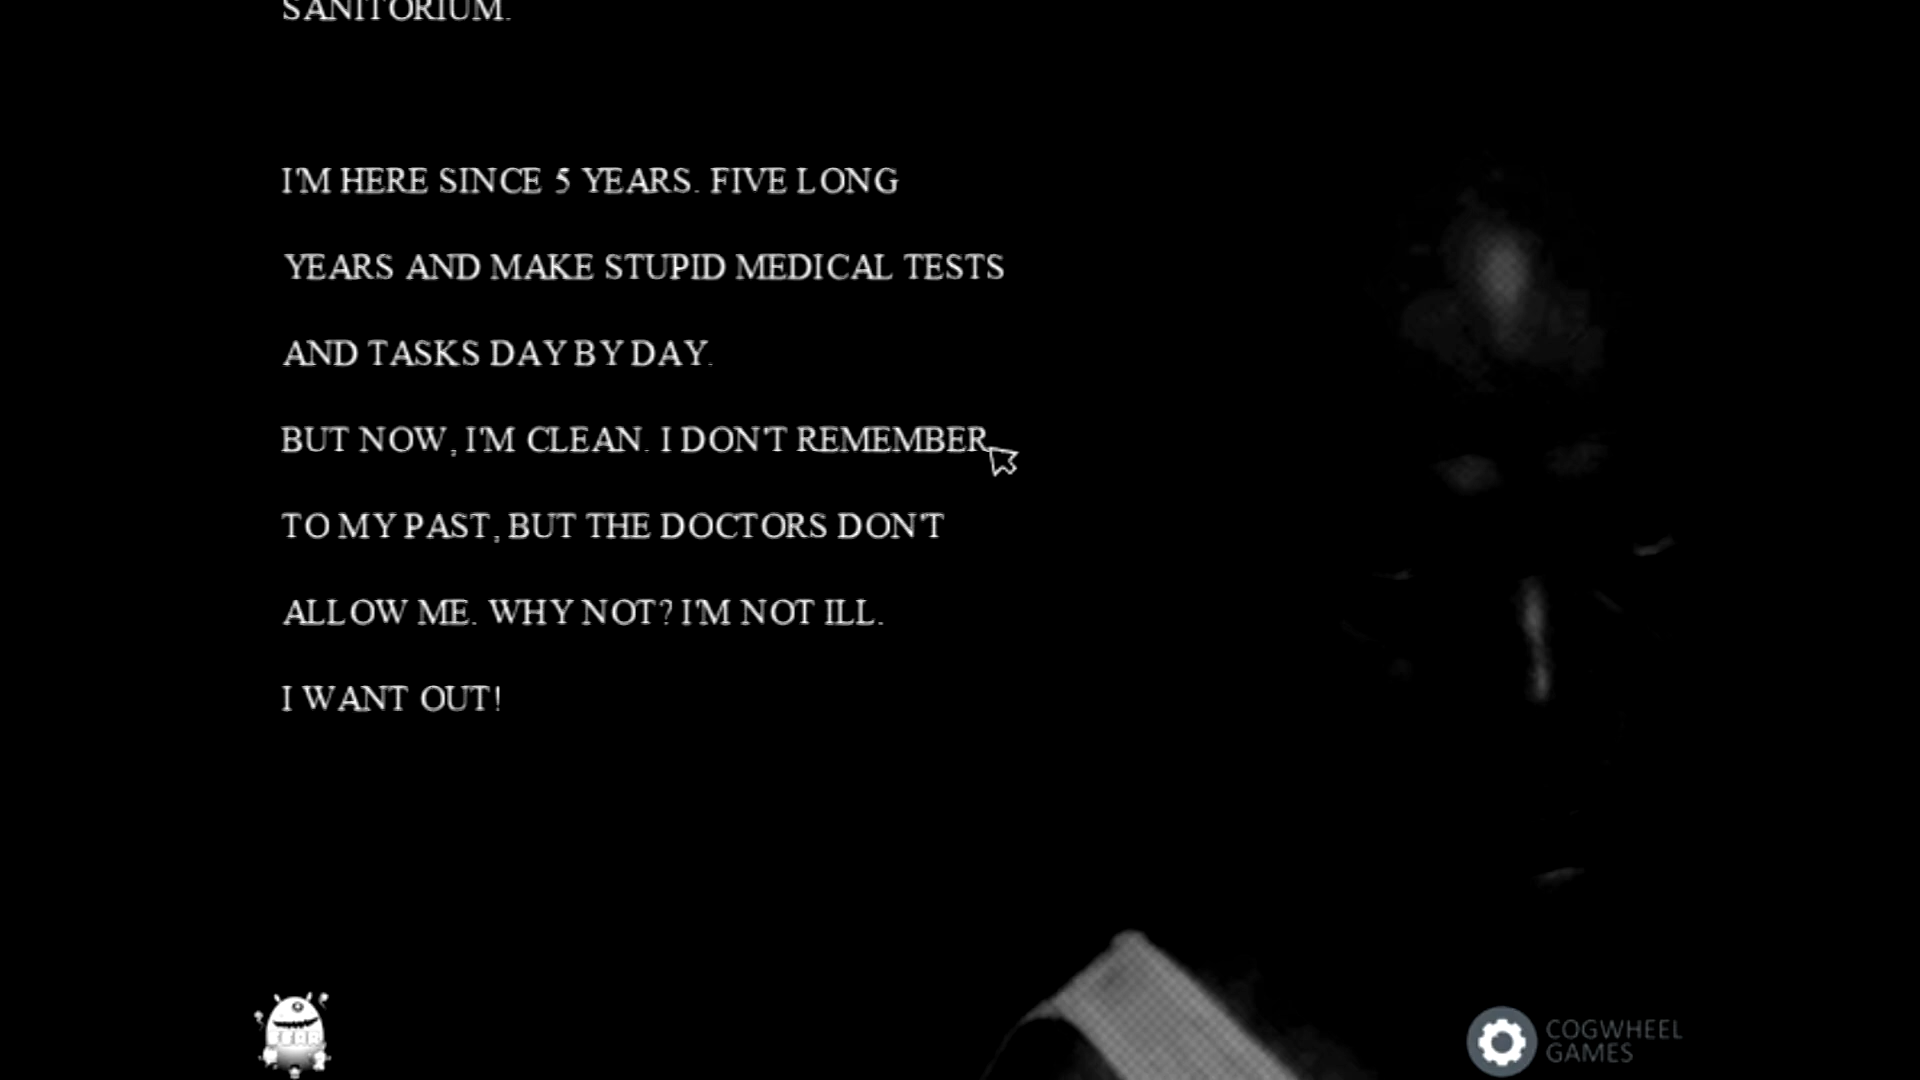 SANITORIUM.
I'M HERE SINCE 5 YEARS. FIVE LONG
YEARS AND MAKE STUPID MEDICAL TESTS
AND TASKS DAY BY DAY.
BUT NOW, I'M CLEAN. I DON'T REMEMBER
TO MY PAST, BUT THE DOCTORS DON'T
ALLOW ME. WHY NOT? I'M NOT ILL.
I WANT OUT!
COGWHEEL
GAMES